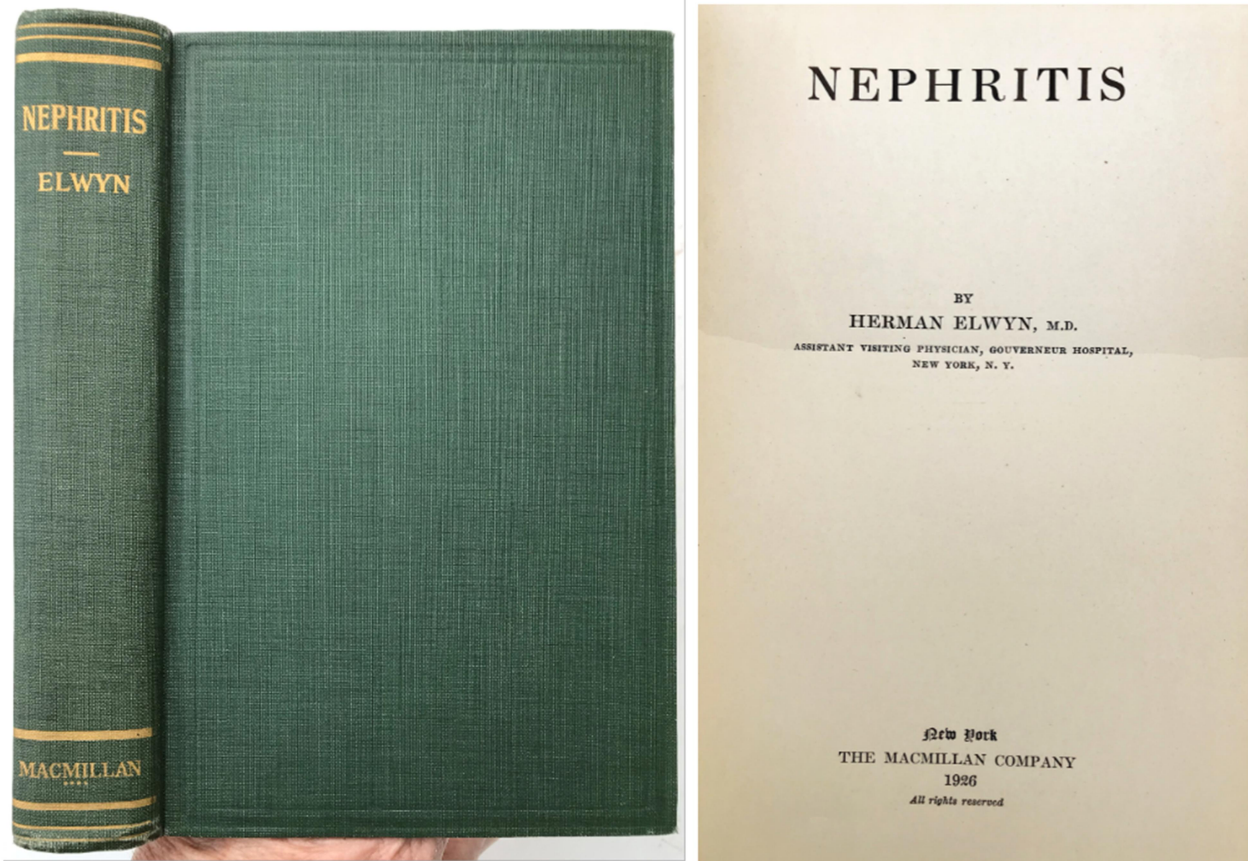 NEPHRITIS
ELWYN
MACMILLAN
NEPHRITIS
BY
HERMAN ELWYN, M.D.
ASSISTANT VISITING PHYSICIAN, GOUVERNEUR HOSPITAL,
NEW YORK, N. Y.
New York
THE MACMILLAN COMPANY
1926
All rights reserved